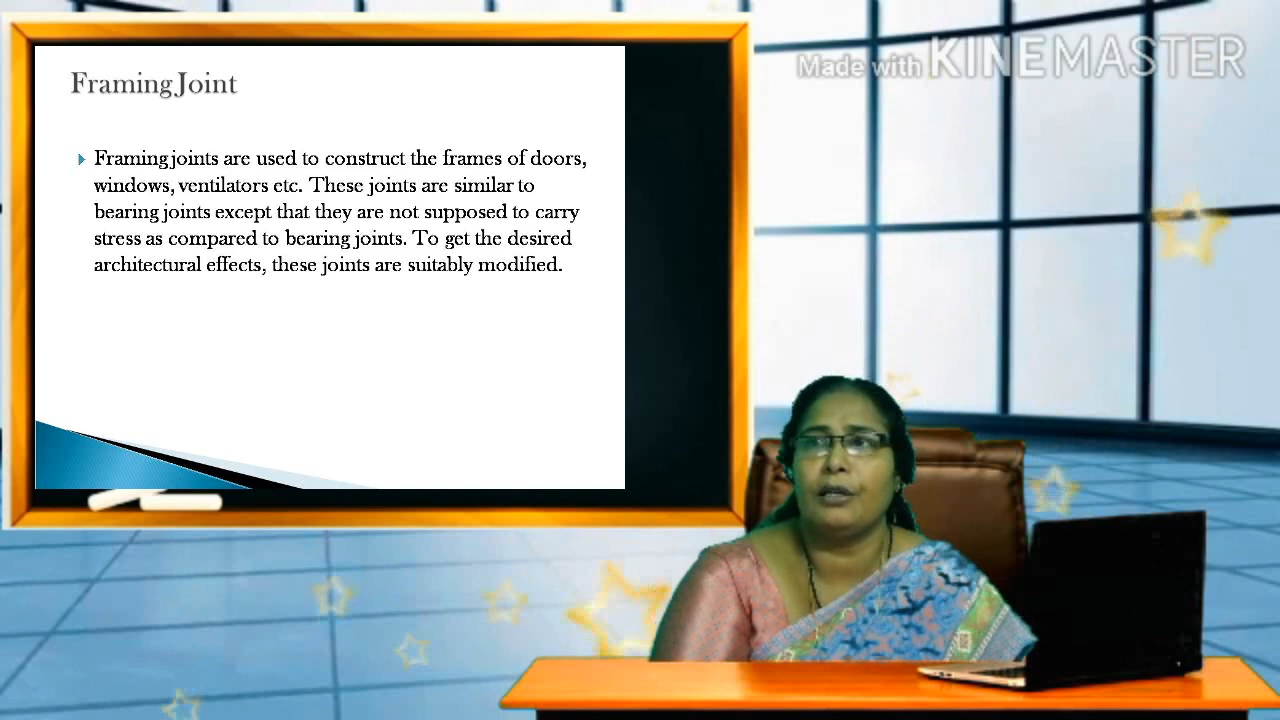 Framing Joint
Framing joints are used to construct the frames of doors,
windows, ventilators etc. These joints are similar to
bearing joints except that they are not supposed to carry
stress as compared to bearing joints. To get the desired
architectural effects, these joints are suitably modified.
Made with KINEMASTER